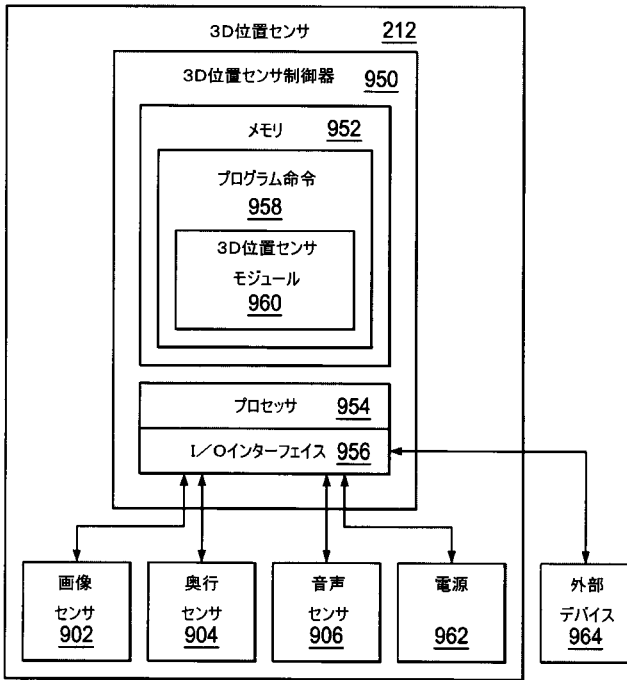 3D位置センサ 212
3D位置センサ制御器 950
メモリ 952
プログラム命令
958
3D位置センサ
モジュール
960
プロセッサ 954
I/Oインターフェイス 956
画像
センサ
902
奥行
センサ
904
音声
センサ
906
電源
962
外部
デバイス
964